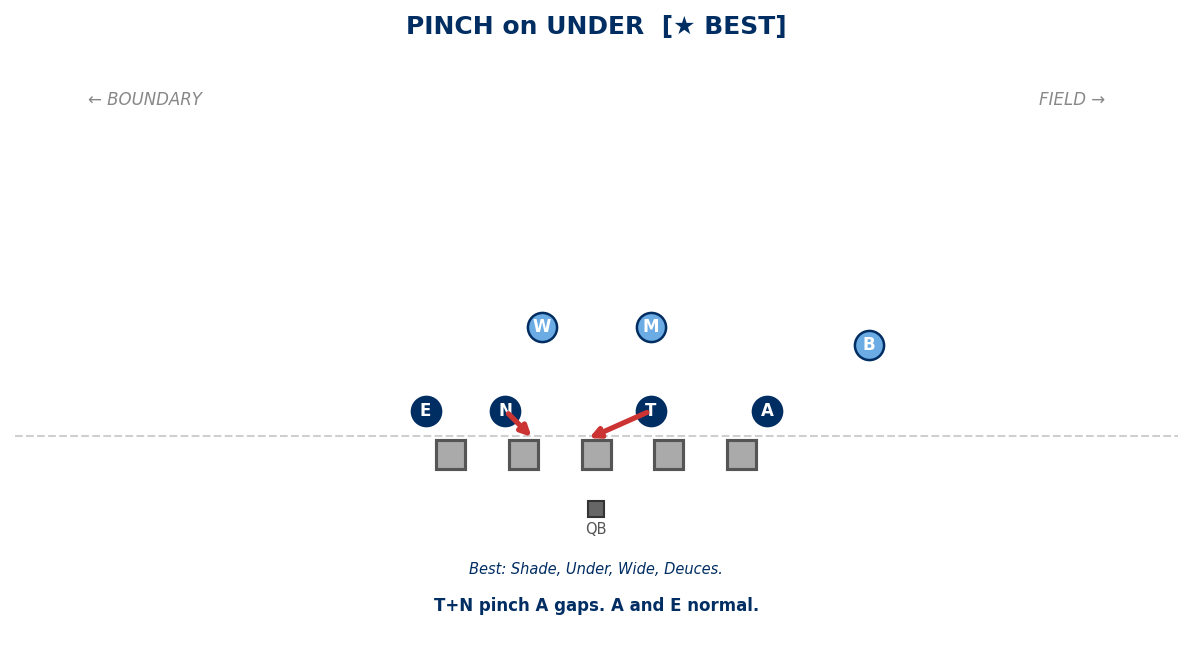 PINCH on UNDER [★ BEST]
← BOUNDARY
FIELD →
W
M
B
E
N
T
A
QB
Best: Shade, Under, Wide, Deuces.
T+N pinch A gaps. A and E normal.